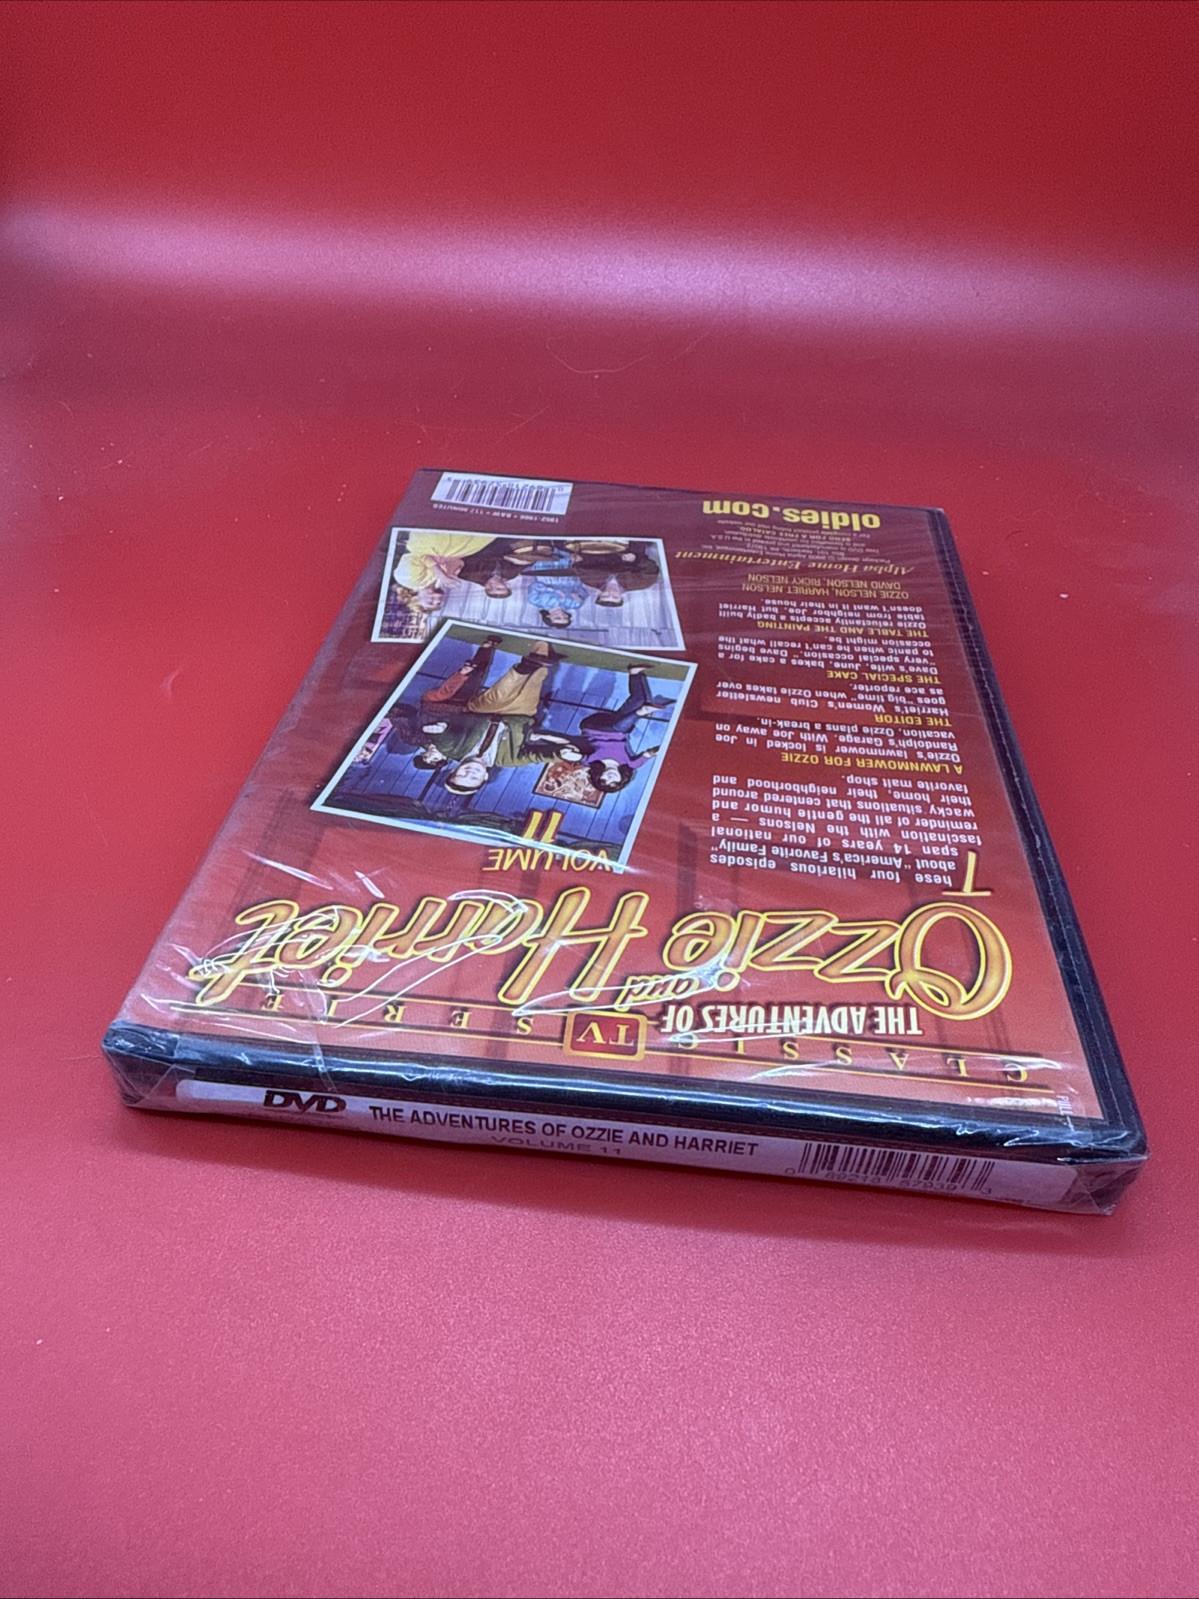 CLASSIC TV SERIES
THE ADVENTURES OF
Ozzie and Harriet
VOLUME
11
These four hilarious episodes
about "America's Favorite Family"
span 14 years of our national
fascination with the Nelsons — a
reminder of all the gentle humor and
wacky situations that centered around
their home, their neighborhood and
favorite malt shop.
A LAWNMOWER FOR OZZIE
Ozzie's lawnmower is locked in Joe
Randolph's Garage. With Joe away on
vacation, Ozzie plans a break-in.
THE EDITOR
Harriet's Women's Club newsletter
goes "big time" when Ozzie takes over
as ace reporter.
THE SPECIAL CAKE
Dave's wife, June, bakes a cake for a
"very special occasion." Dave begins
to panic when he can't recall what the
occasion might be.
THE TABLE AND THE PAINTING
Ozzie reluctantly accepts a badly built
table from neighbor Joe, but Harriet
doesn't want it in their house.
OZZIE NELSON, HARRIET NELSON
DAVID NELSON, RICKY NELSON
Alpha Home Entertainment
oldies.com
1952-1966 • B&W • 112 MINUTES
DVD
THE ADVENTURES OF OZZIE AND HARRIET
VOLUME 11
0 89218 57939 3